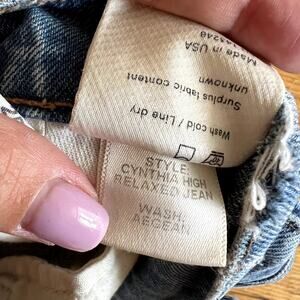 Made in USA
Surplus fabric content
unknown
Wash cold / Line dry
STYLE:
CYNTHIA HIGH
RELAXED JEAN
WASH:
AEGEAN